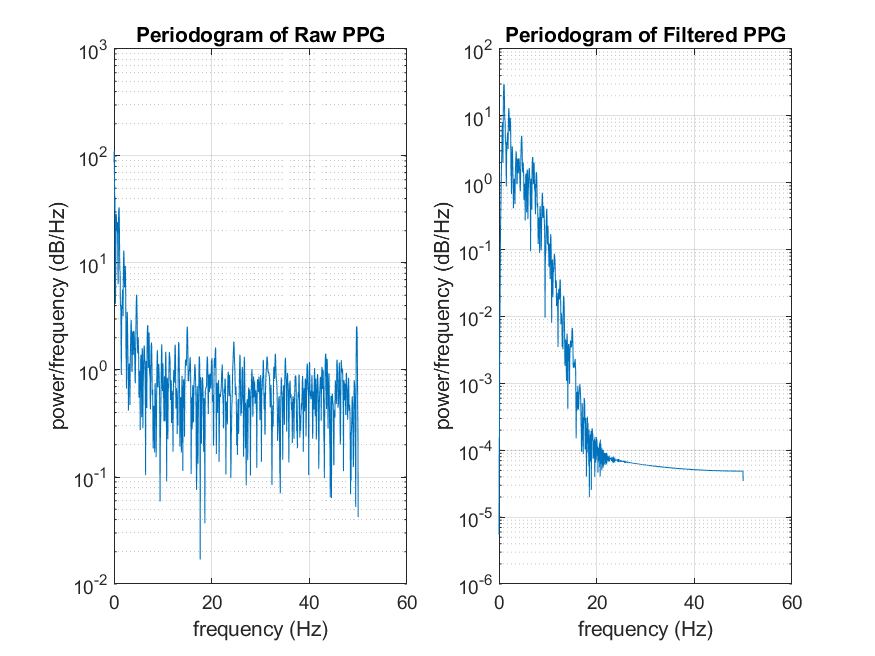 Periodogram of Raw PPG
10^3
10^2
10^1
10^0
10^-1
10^-2
power/frequency (dB/Hz)
0 20 40 60
frequency (Hz)
Periodogram of Filtered PPG
10^2
10^1
10^0
10^-1
10^-2
10^-3
10^-4
10^-5
10^-6
power/frequency (dB/Hz)
0 20 40 60
frequency (Hz)